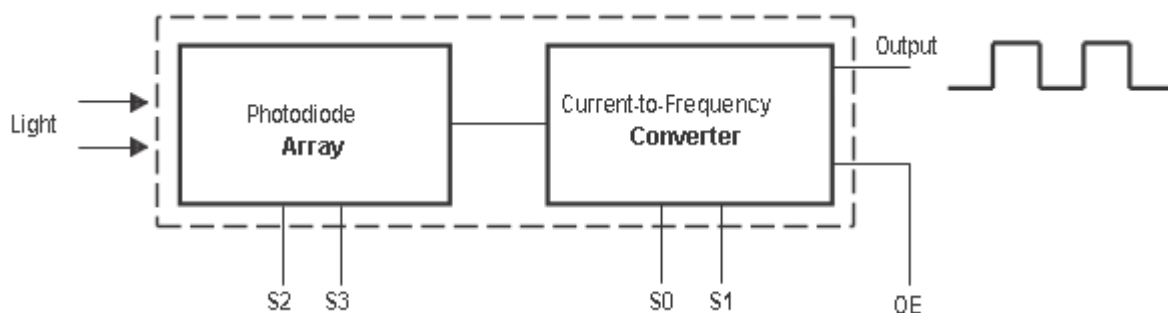 Output
Light
Photodiode
Array
Current-to-Frequency
Converter
S2
S3
S0
S1
OE